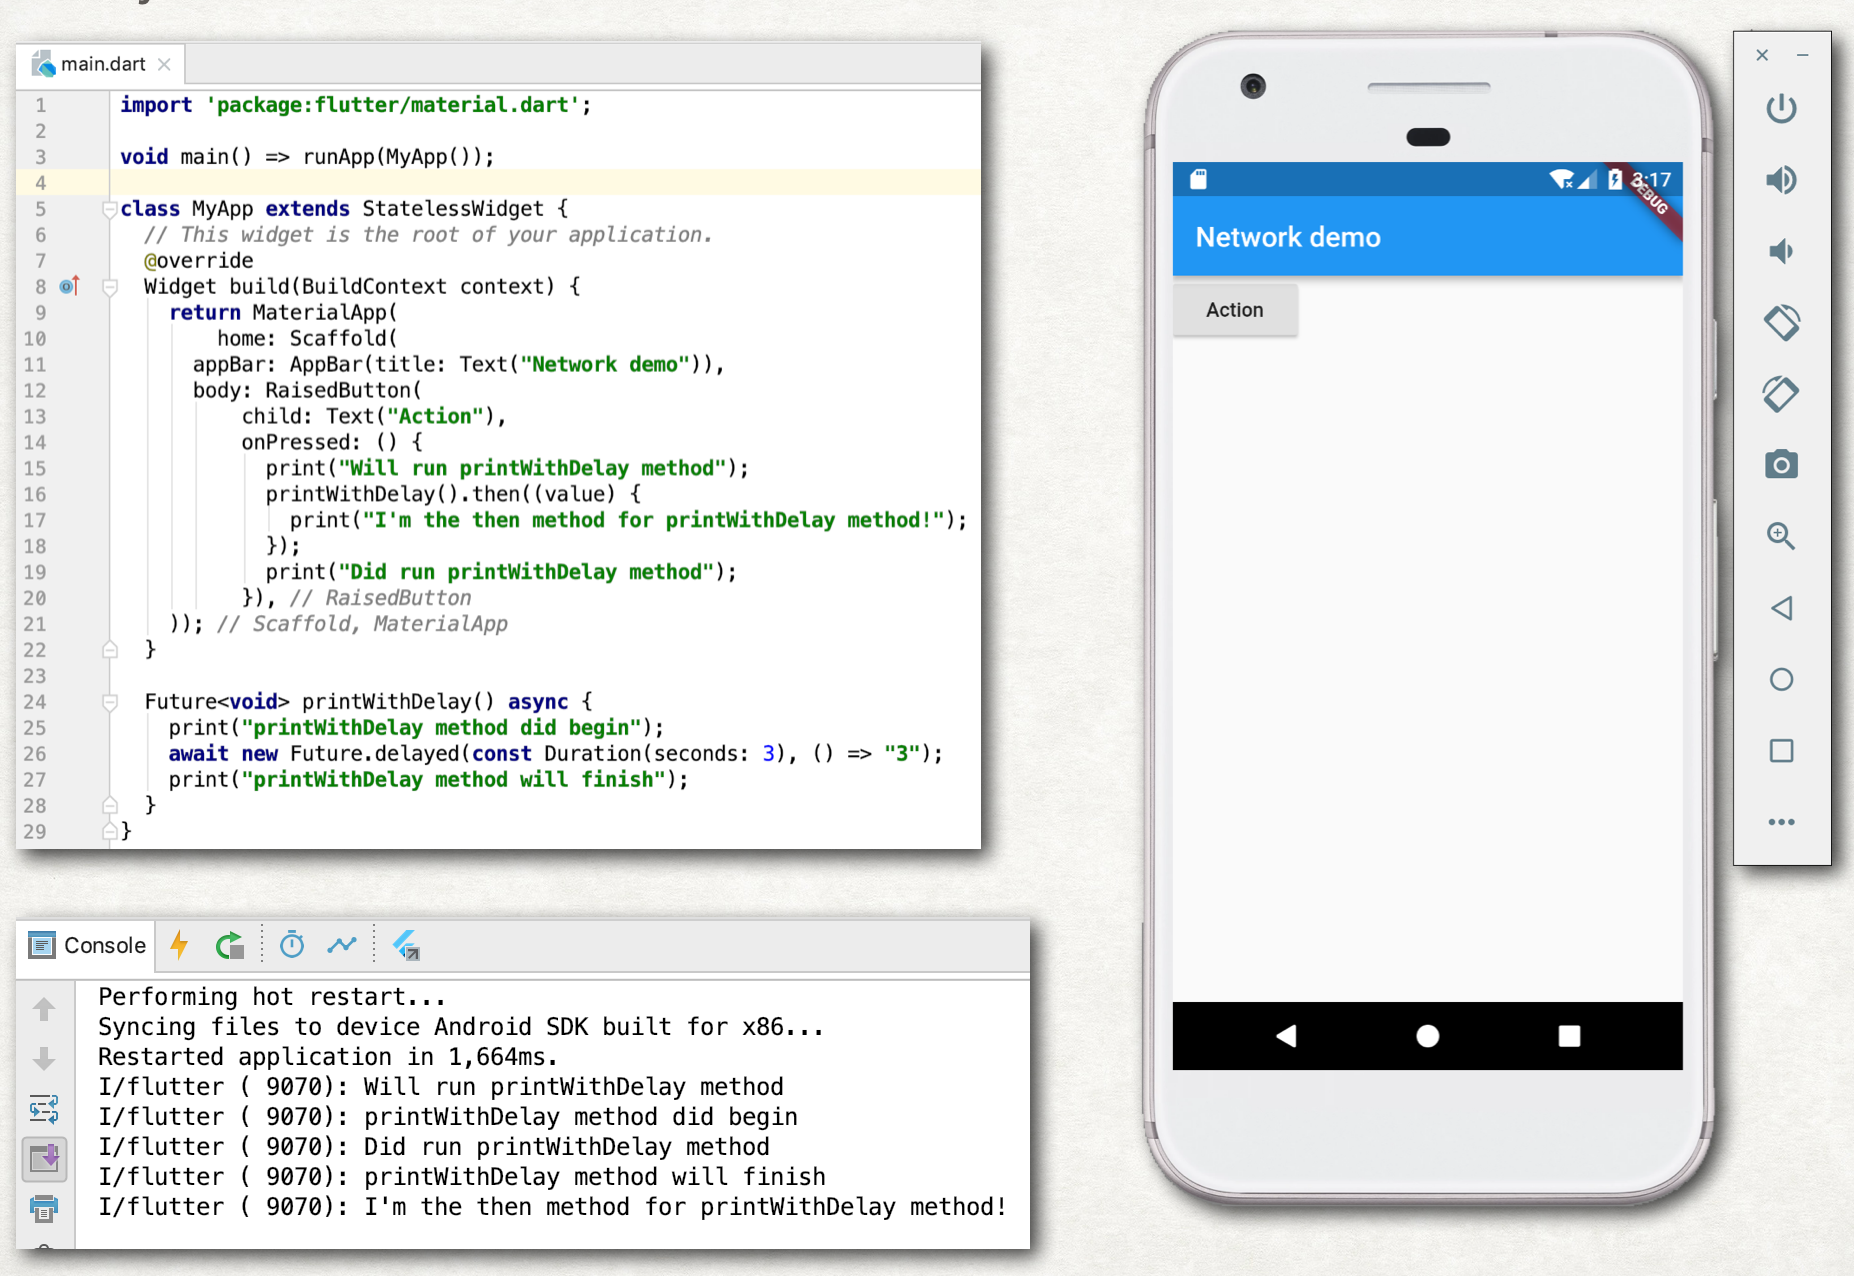 main.dart
1 import 'package:flutter/material.dart';
2
3 void main() => runApp(MyApp());
4
5 class MyApp extends StatelessWidget {
6 // This widget is the root of your application.
7 @override
8 Widget build(BuildContext context) {
9 return MaterialApp(
10 home: Scaffold(
11 appBar: AppBar(title: Text("Network demo")),
12 body: RaisedButton(
13 child: Text("Action"),
14 onPressed: () {
15 print("Will run printWithDelay method");
16 printWithDelay().then((value) {
17 print("I'm the then method for printWithDelay method!");
18 });
19 print("Did run printWithDelay method");
20 }), // RaisedButton
21 )); // Scaffold, MaterialApp
22 }
23
24 Future<void> printWithDelay() async {
25 print("printWithDelay method did begin");
26 await new Future.delayed(const Duration(seconds: 3), () => "3");
27 print("printWithDelay method will finish");
28 }
29 }
Console
Performing hot restart...
Syncing files to device Android SDK built for x86...
Restarted application in 1,664ms.
I/flutter ( 9070): Will run printWithDelay method
I/flutter ( 9070): printWithDelay method did begin
I/flutter ( 9070): Did run printWithDelay method
I/flutter ( 9070): printWithDelay method will finish
I/flutter ( 9070): I'm the then method for printWithDelay method!
DEBUG
Network demo
Action